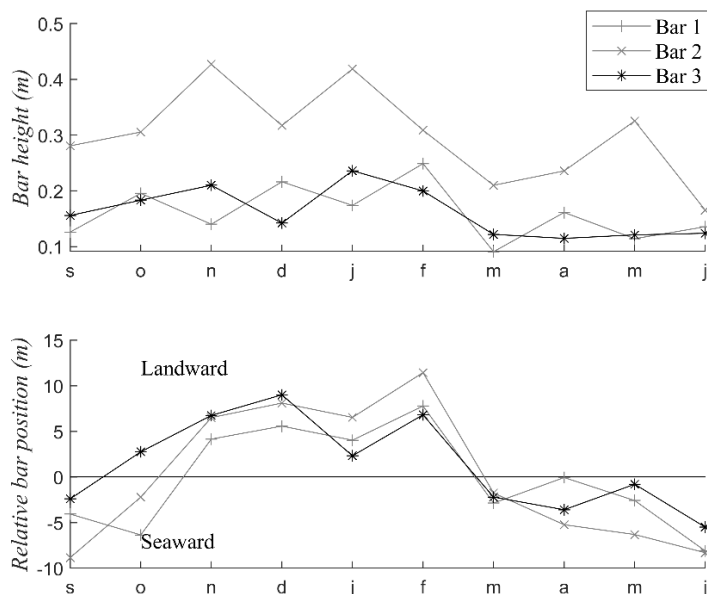 0.5
0.4
0.3
0.2
0.1
Bar height (m)
Bar 1
Bar 2
Bar 3
s o n d j f m a m j
15
10
5
0
-5
-10
Relative bar position (m)
Landward
Seaward
s o n d j f m a m j